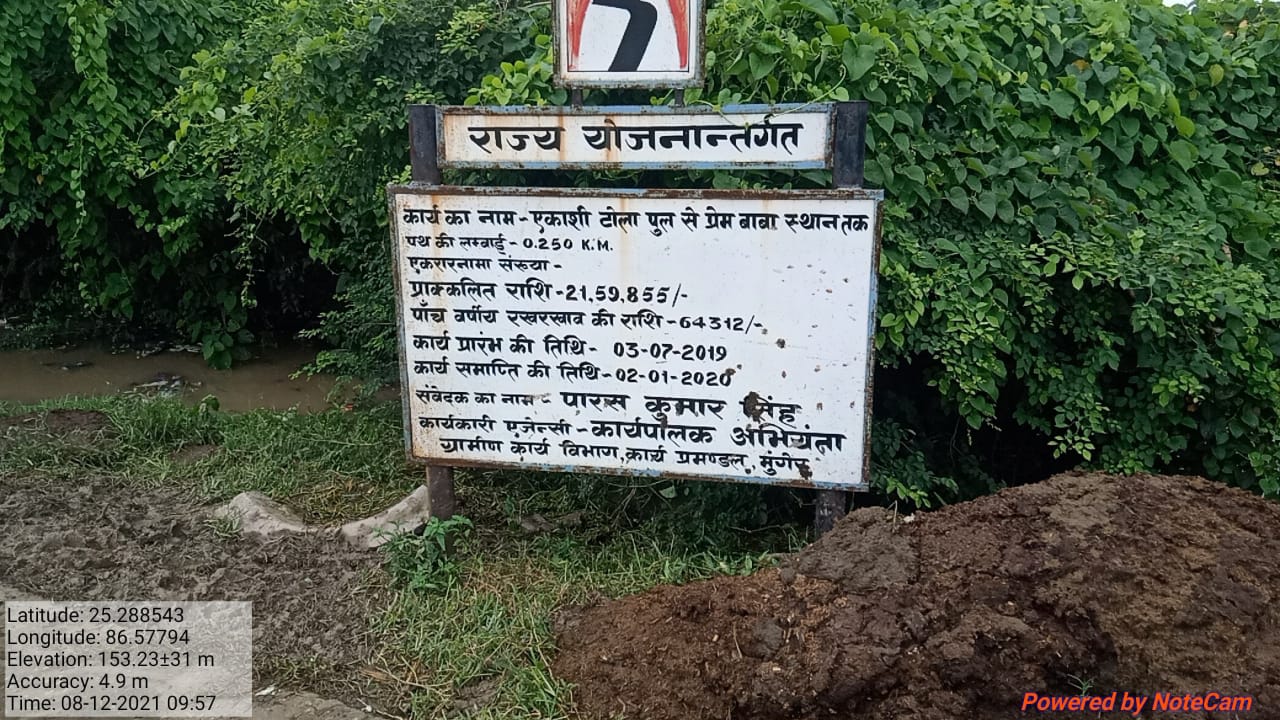 राज्य योजनान्तर्गत
कार्य का नाम - एकाशी टोला पुल से प्रेम बाबा स्थान तक
पथ की लम्बाई - 0.250 K.M.
एकरारनामा संख्या -
प्राक्कलित राशि - 21,59,855/-
पाँच वर्षीय रखरखाव की राशि - 64312/-
कार्य प्रारंभ की तिथि - 03-07-2019
कार्य समाप्ति की तिथि - 02-01-2020
संवेदक का नाम - पारस कुमार सिंह
कार्यकारी एजेन्सी - कार्यपालक अभियंता
ग्रामीण कार्य विभाग, कार्य प्रमण्डल, मुंगेर
Latitude: 25.288543
Longitude: 86.57794
Elevation: 153.23±31 m
Accuracy: 4.9 m
Time: 08-12-2021 09:57
Powered by NoteCam